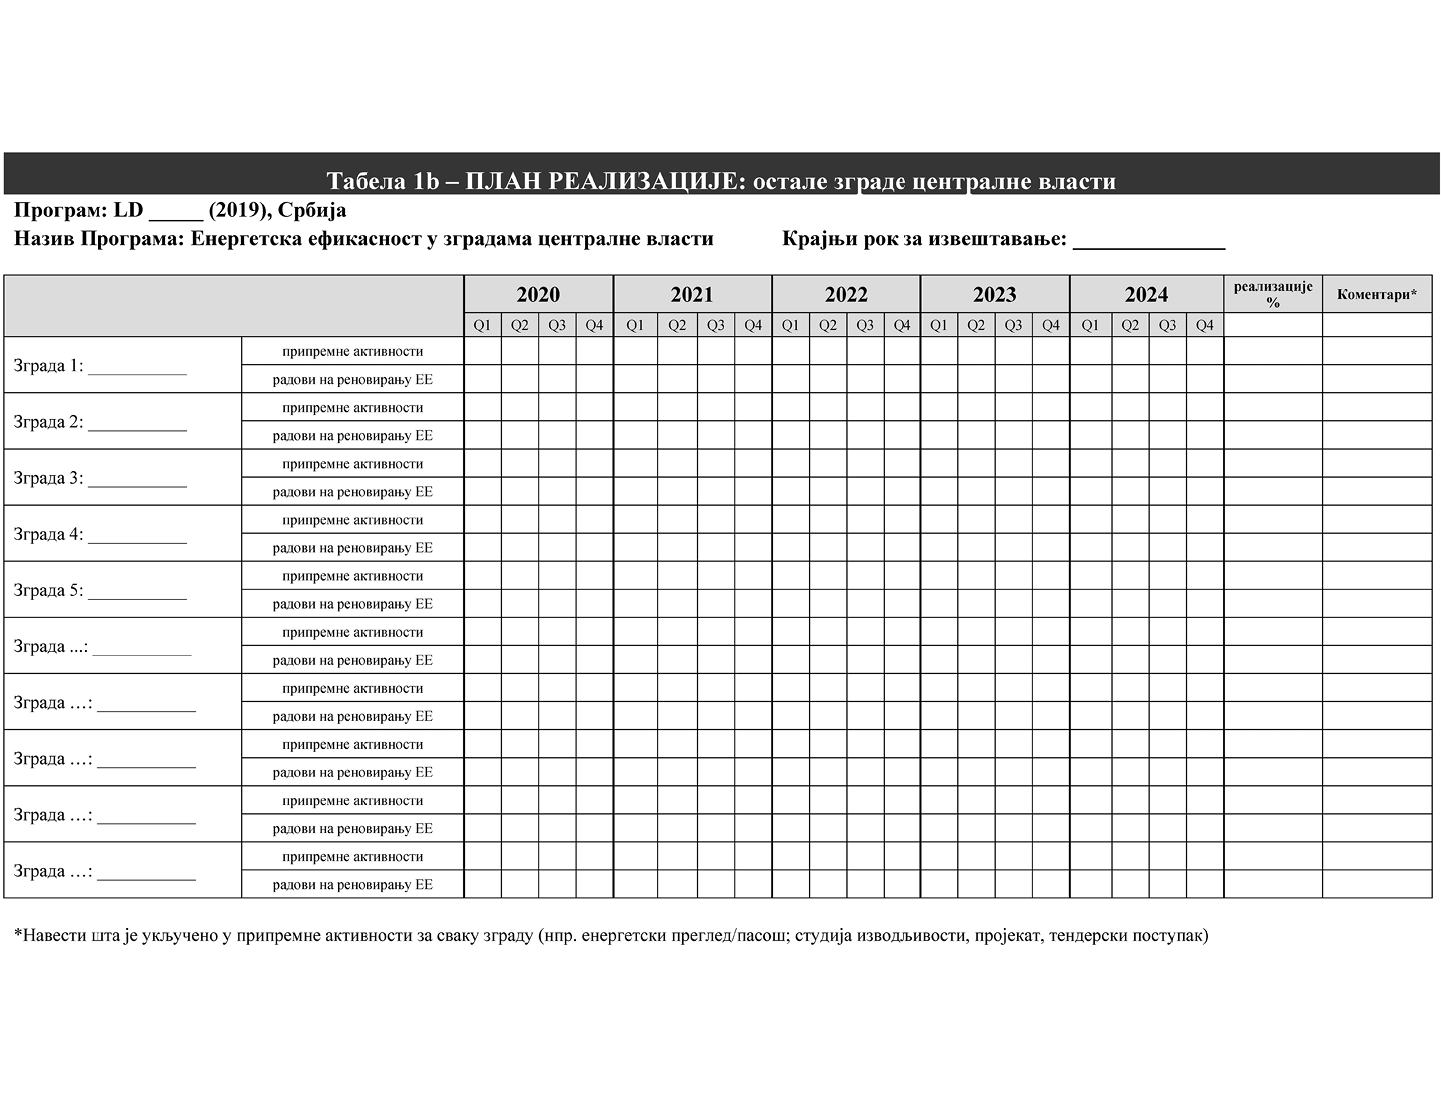 Табела 1b – ПЛАН РЕАЛИЗАЦИЈЕ: остале зграде централне власти
Програм: LD _____ (2019), Србија
Назив Програма: Енергетска ефикасност у зградама централне власти Крајњи рок за извештавање: ______________
2020 2021 2022 2023 2024 реализације % Коментари*
Q1 Q2 Q3 Q4 Q1 Q2 Q3 Q4 Q1 Q2 Q3 Q4 Q1 Q2 Q3 Q4 Q1 Q2 Q3 Q4
Зграда 1: ___________
припремне активности
радови на реновирању ЕЕ
Зграда 2: ___________
припремне активности
радови на реновирању ЕЕ
Зграда 3: ___________
припремне активности
радови на реновирању ЕЕ
Зграда 4: ___________
припремне активности
радови на реновирању ЕЕ
Зграда 5: ___________
припремне активности
радови на реновирању ЕЕ
Зграда ...: ___________
припремне активности
радови на реновирању ЕЕ
Зграда …: ___________
припремне активности
радови на реновирању ЕЕ
Зграда …: ___________
припремне активности
радови на реновирању ЕЕ
Зграда …: ___________
припремне активности
радови на реновирању ЕЕ
Зграда …: ___________
припремне активности
радови на реновирању ЕЕ
*Навести шта је укључено у припремне активности за сваку зграду (нпр. енергетски преглед/пасош; студија изводљивости, пројекат, тендерски поступак)